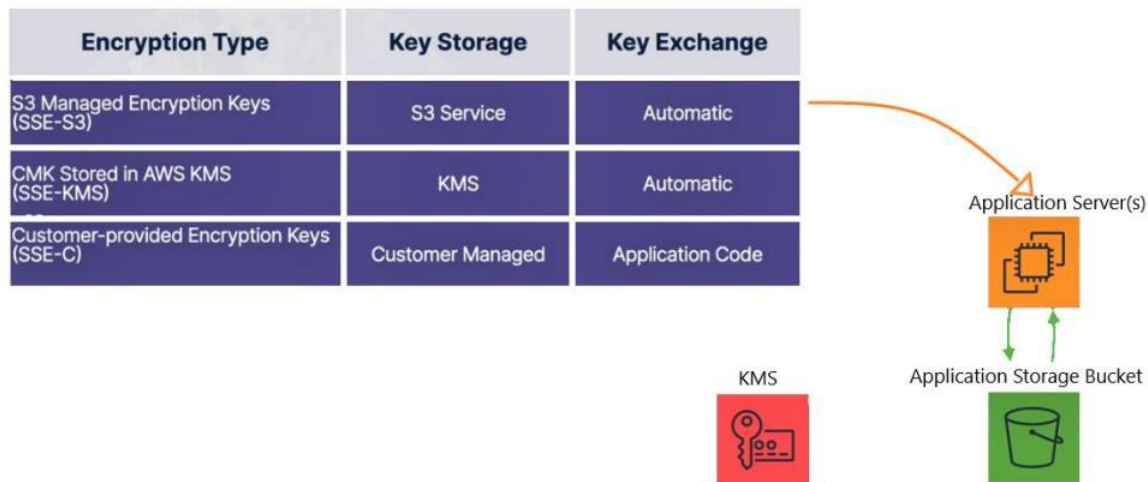 Encryption Type
Key Storage
Key Exchange
S3 Managed Encryption Keys
(SSE-S3)
S3 Service
Automatic
CMK Stored in AWS KMS
(SSE-KMS)
KMS
Automatic
Customer-provided Encryption Keys
(SSE-C)
Customer Managed
Application Code
Application Server(s)
KMS
Application Storage Bucket